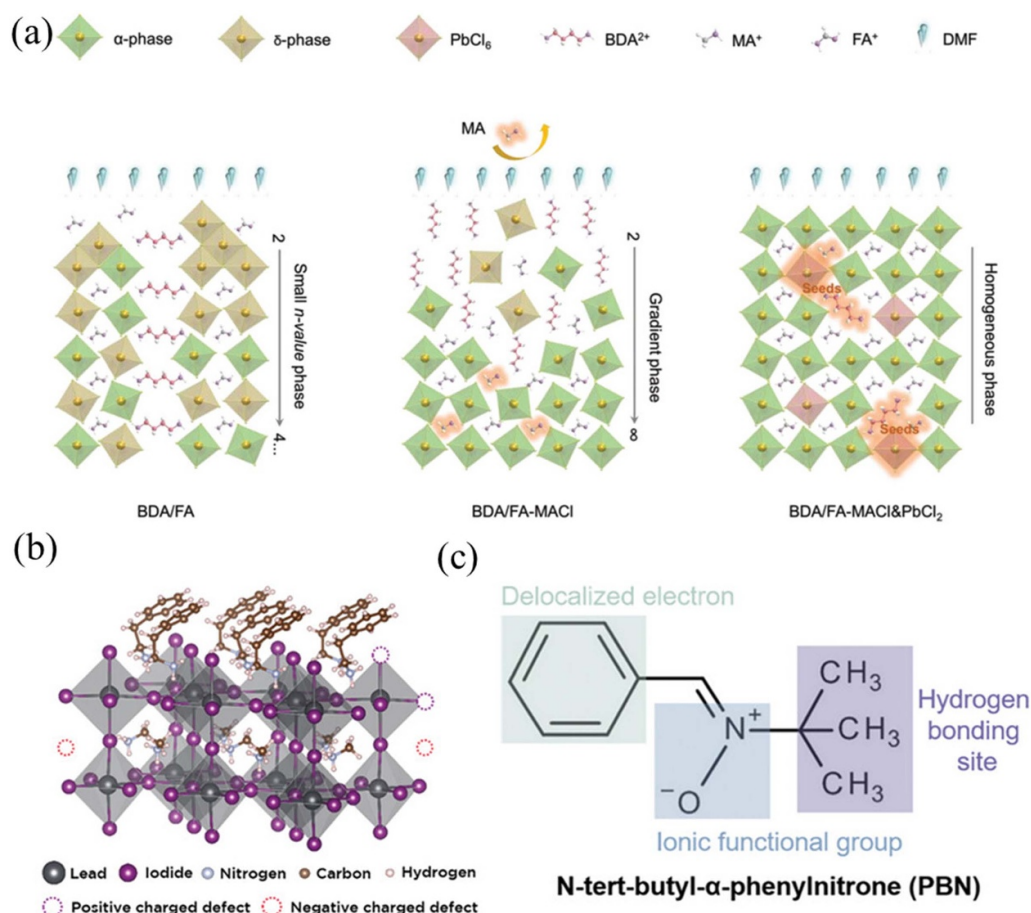 (a)
α-phase δ-phase PbCl₆ BDA²⁺ MA⁺ FA⁺ DMF
MA
2
Small n-value phase
4...
BDA/FA
2
Gradient phase
8
BDA/FA-MACl
Seeds
Seeds
Homogeneous phase
BDA/FA-MACl&PbCl₂
(b)
Lead Iodide Nitrogen Carbon Hydrogen
Positive charged defect Negative charged defect
(c)
Delocalized electron
CH₃
N⁺
CH₃
CH₃
⁻O
Hydrogen
bonding
site
Ionic functional group
N-tert-butyl-α-phenylnitrone (PBN)